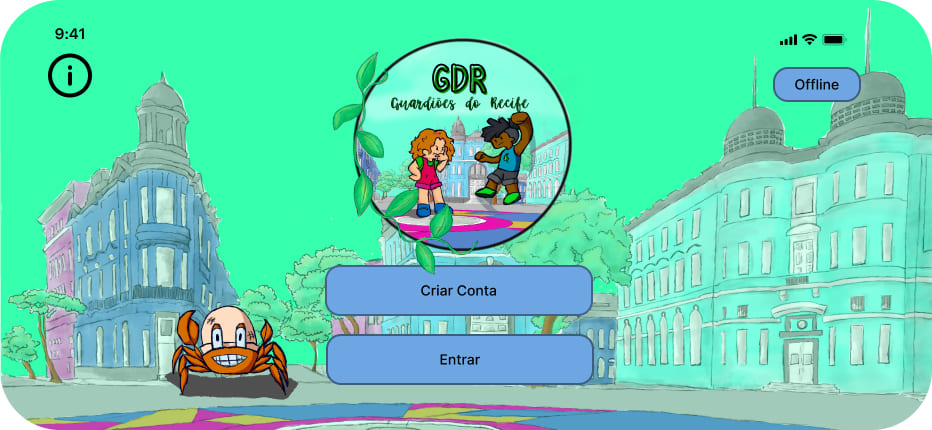 9:41
Offline
GDR
Guardiões do Recife
Criar Conta
Entrar